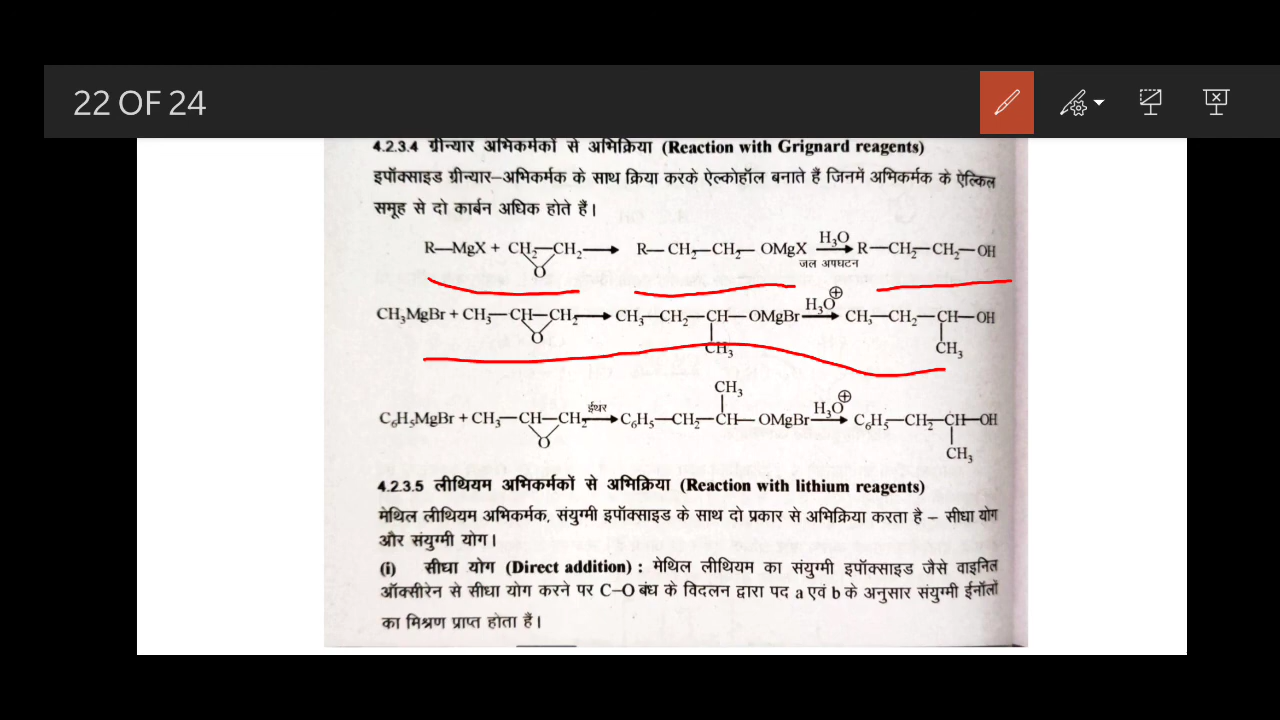 22 OF 24
4.2.3.4 ग्रीन्यार अभिकर्मकों से अभिक्रिया (Reaction with Grignard reagents)
इपॉक्साइड ग्रीन्यार–अभिकर्मक के साथ क्रिया करके ऐल्कोहॉल बनाते हैं जिनमें अभिकर्मक के ऐल्किल
समूह से दो कार्बन अधिक होते हैं।
R—MgX + CH₂—CH₂ → R—CH₂—CH₂—OMgX H₃O → R—CH₂—CH₂—OH
O जल अपघटन
CH₃MgBr + CH₃—CH—CH₂ → CH₃—CH₂—CH—OMgBr H₃O⊕ → CH₃—CH₂—CH—OH
O CH₃ CH₃
CH₃
C₆H₅MgBr + CH₃—CH—CH₂ ईथर → C₆H₅—CH₂—CH—OMgBr H₃O⊕ → C₆H₅—CH₂—CH—OH
O CH₃
4.2.3.5 लीथियम अभिकर्मकों से अभिक्रिया (Reaction with lithium reagents)
मेथिल लीथियम अभिकर्मक, संयुग्मी इपॉक्साइड के साथ दो प्रकार से अभिक्रिया करता है – सीधा योग
और संयुग्मी योग।
(i) सीधा योग (Direct addition) : मेथिल लीथियम का संयुग्मी इपॉक्साइड जैसे वाइनिल
ऑक्सीरेन से सीधा योग करने पर C–O बंध के विदलन द्वारा पद a एवं b के अनुसार संयुग्मी ईनॉलों
का मिश्रण प्राप्त होता हैं।